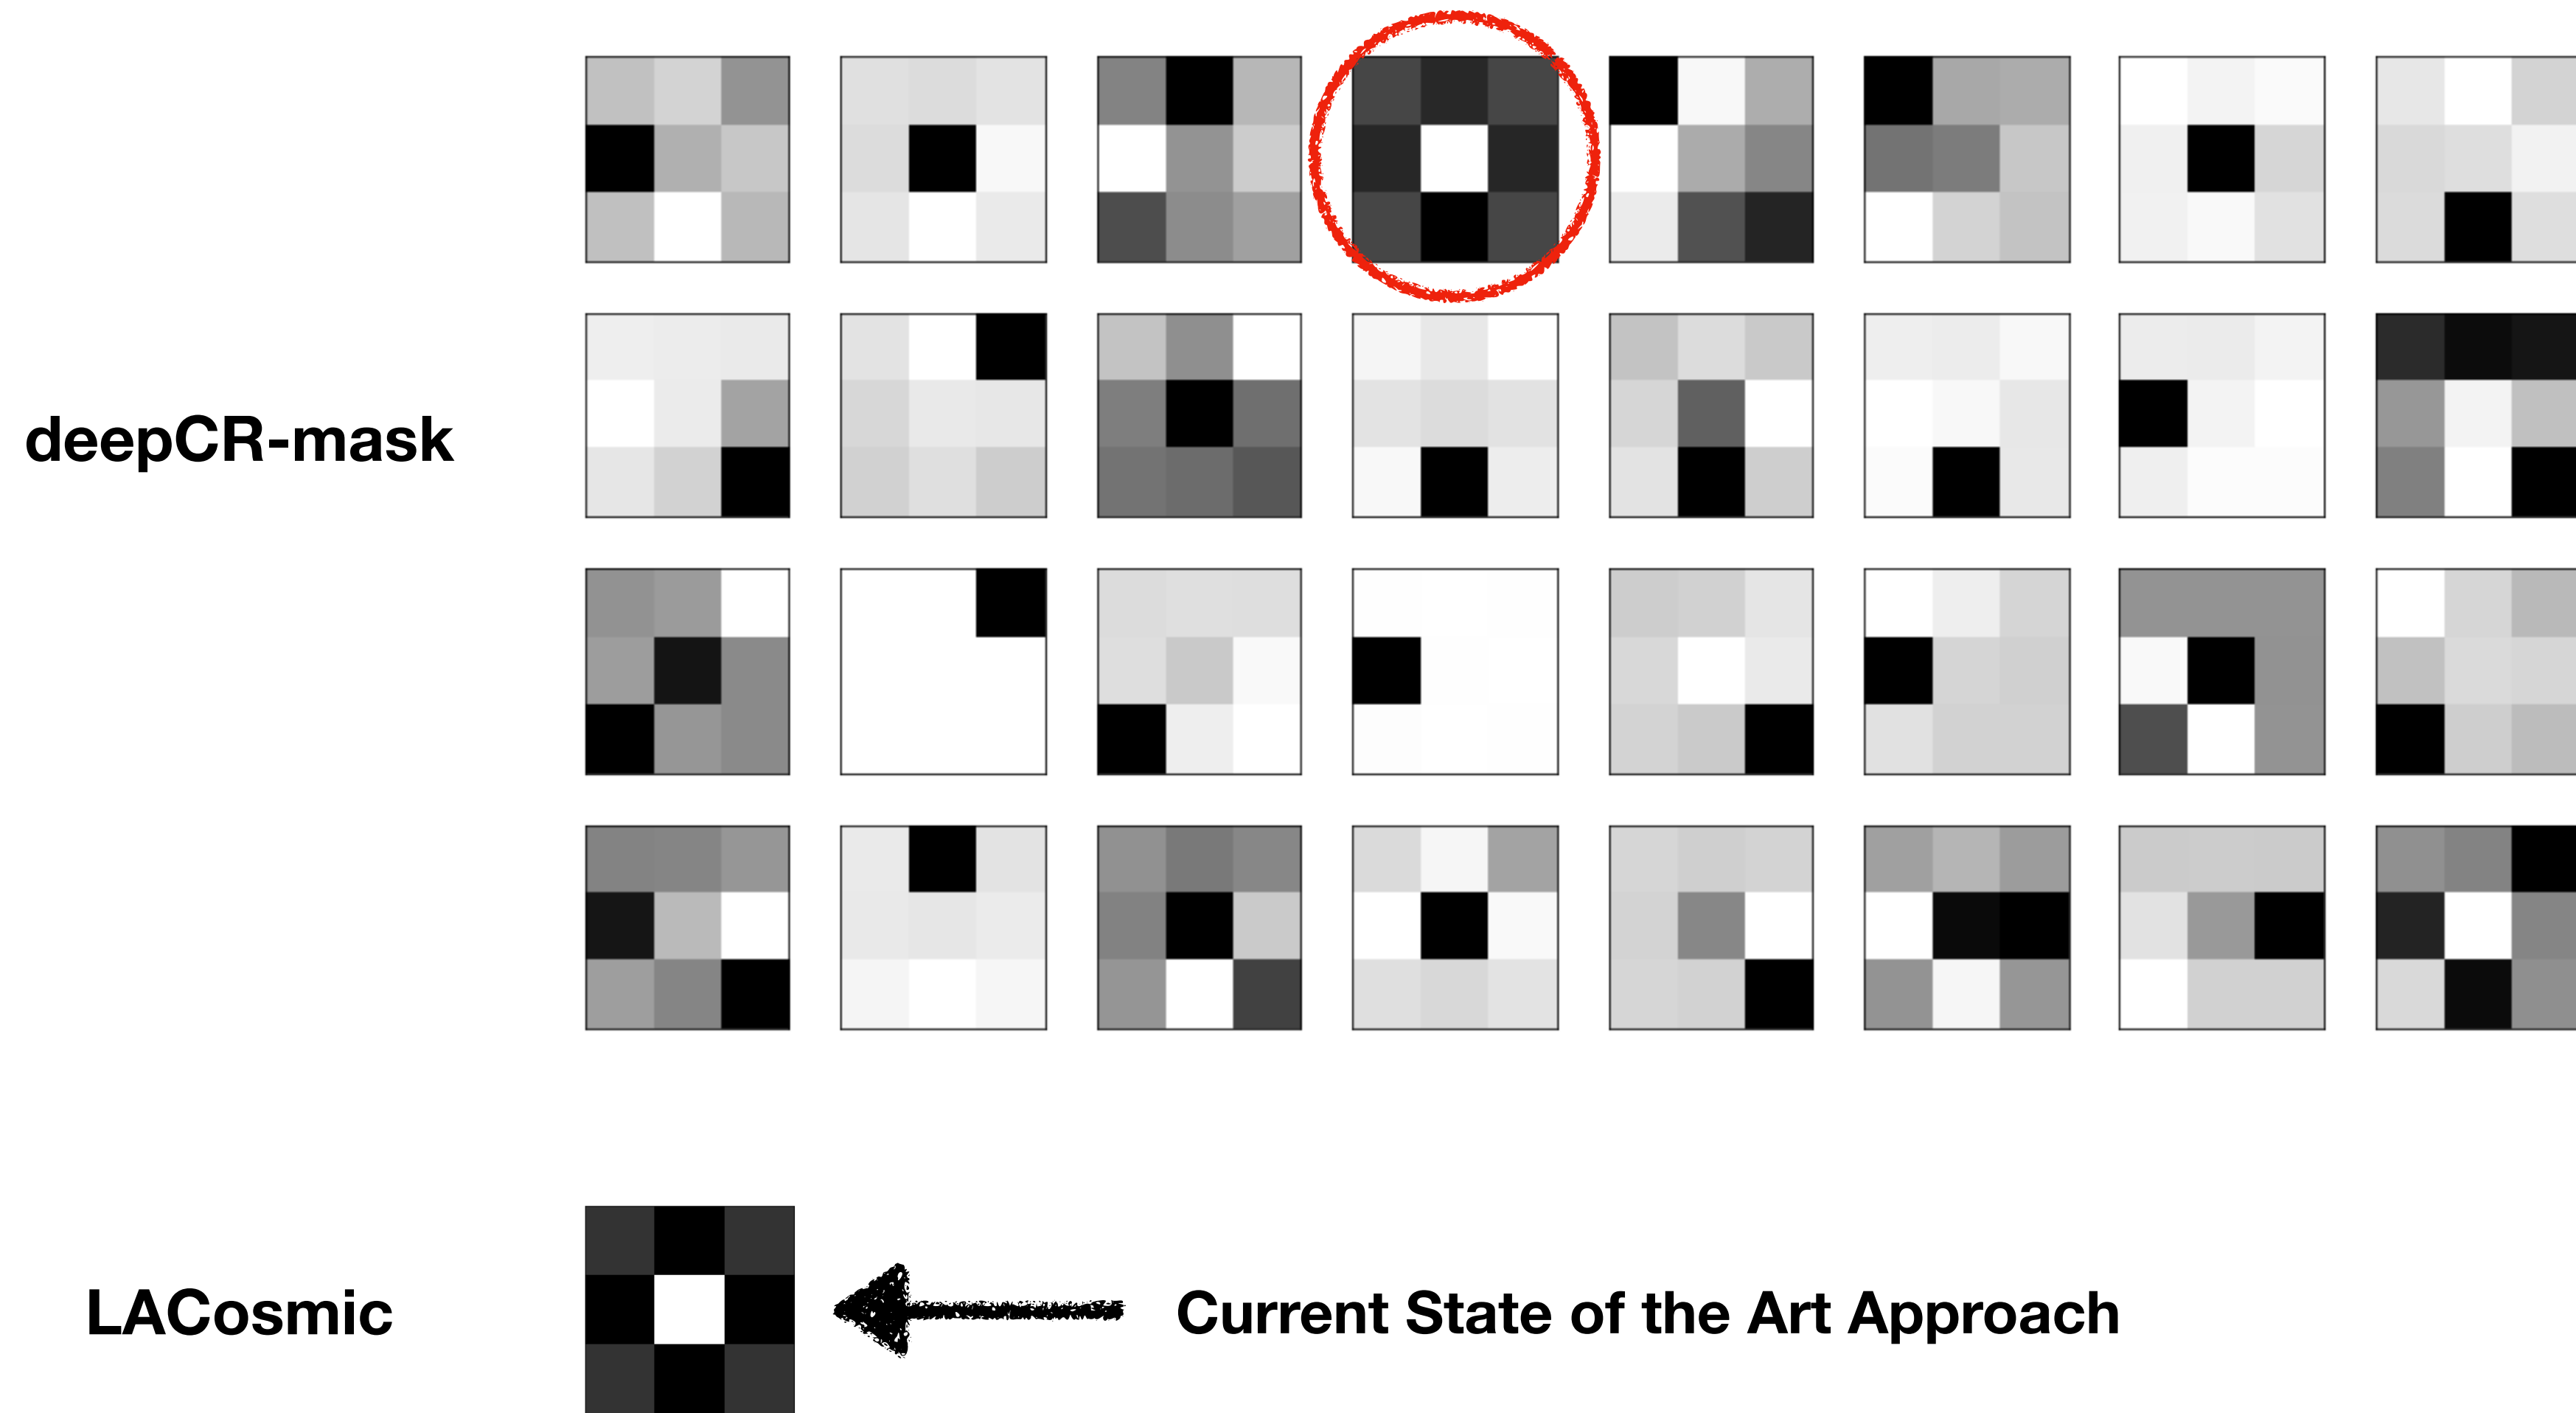 deepCR-mask
LACosmic
Current State of the Art Approach